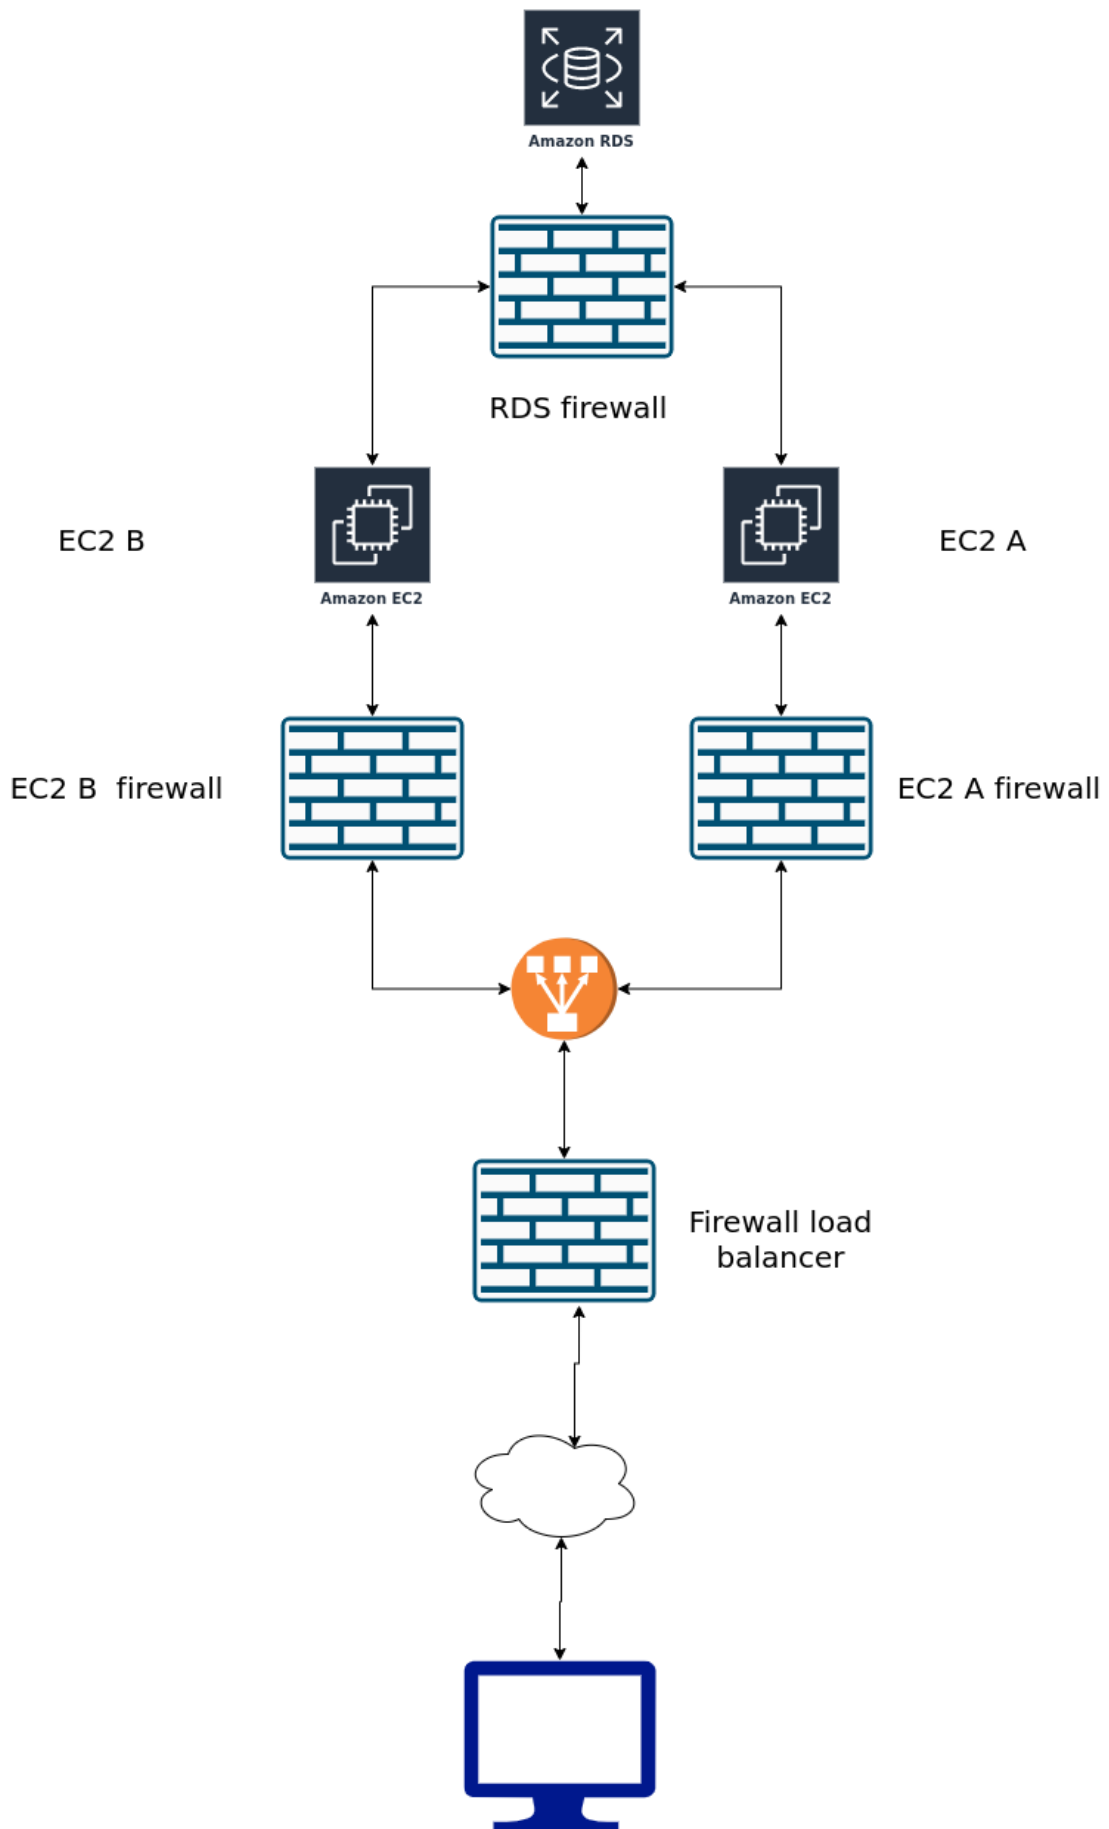 Amazon RDS
RDS firewall
EC2 B
EC2 A
Amazon EC2
Amazon EC2
EC2 B  firewall
EC2 A firewall
Firewall load
balancer